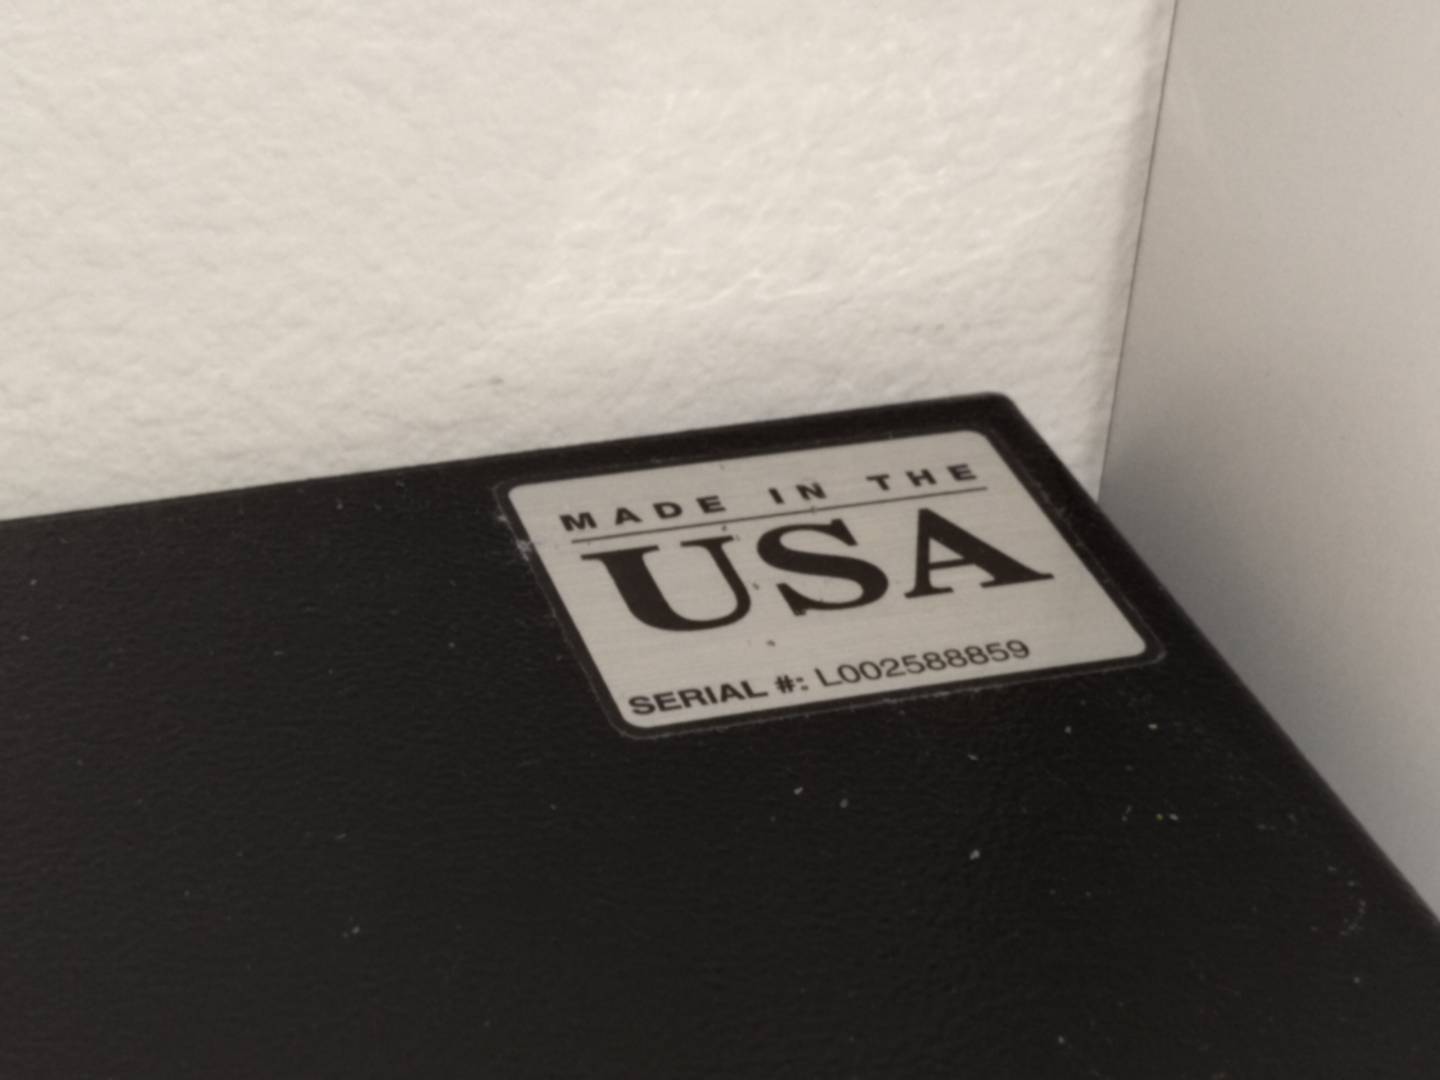 MADE IN THE
USA
SERIAL #: L002588859